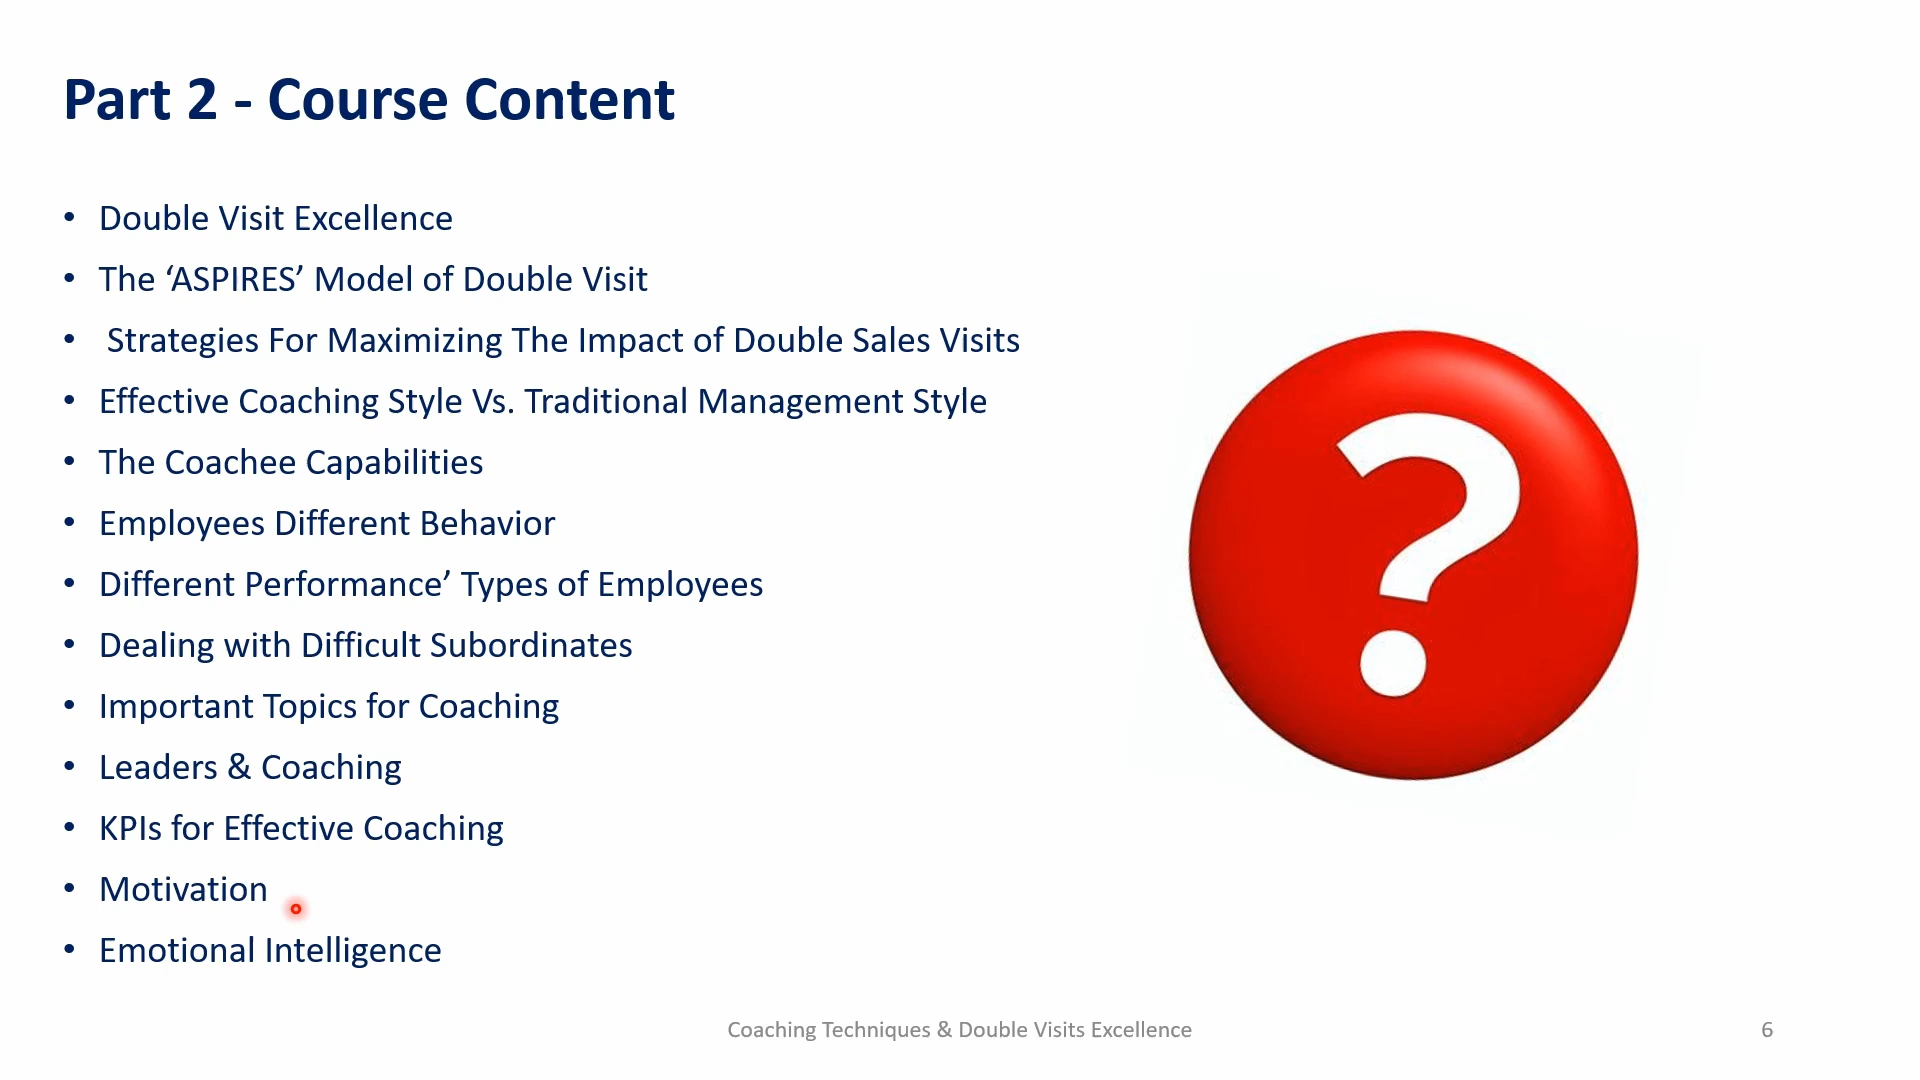 Part 2 - Course Content
• Double Visit Excellence
• The ‘ASPIRES’ Model of Double Visit
• Strategies For Maximizing The Impact of Double Sales Visits
• Effective Coaching Style Vs. Traditional Management Style
• The Coachee Capabilities
• Employees Different Behavior
• Different Performance’ Types of Employees
• Dealing with Difficult Subordinates
• Important Topics for Coaching
• Leaders & Coaching
• KPIs for Effective Coaching
• Motivation
• Emotional Intelligence
?
Coaching Techniques & Double Visits Excellence
6